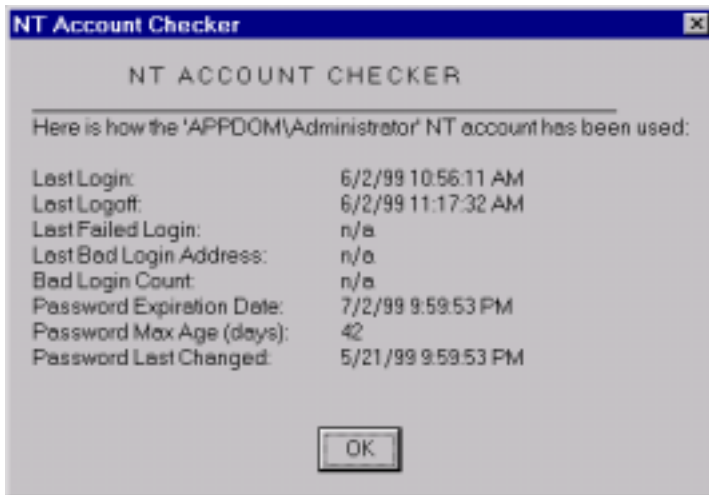 NT Account Checker
NT ACCOUNT CHECKER
Here is how the 'APPDOM\Administrator' NT account has been used:
Last Login: 6/2/99 10:56:11 AM
Last Logoff: 6/2/99 11:17:32 AM
Last Failed Login: n/a
Last Bad Login Address: n/a
Bad Login Count: n/a
Password Expiration Date: 7/2/99 9:59:53 PM
Password Max Age (days): 42
Password Last Changed: 5/21/99 9:59:53 PM
OK